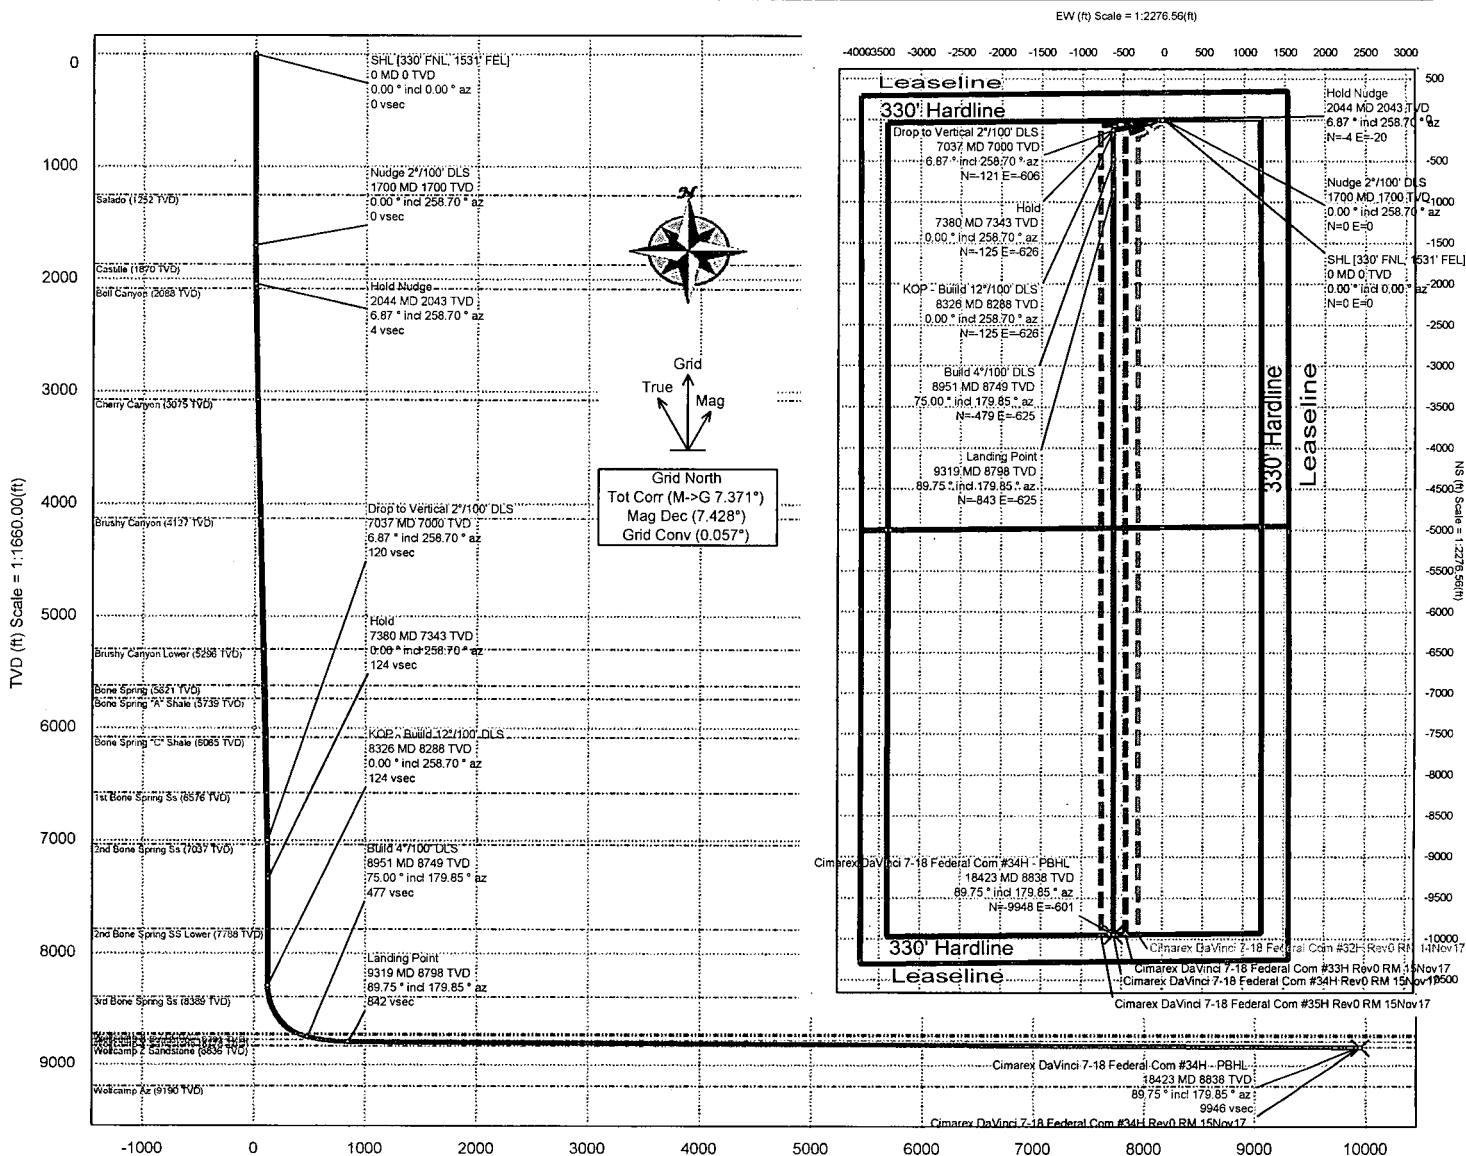 EW (ft) Scale = 1:2276.56(ft)
-4000 3500 -3000 -2500 -2000 -1500 -1000 -500 0 500 1000 1500 2000 2500 3000
0
1000
2000
3000
4000
5000
6000
7000
8000
9000
TVD (ft) Scale = 1:1660.00(ft)
-1000 0 1000 2000 3000 4000 5000 6000 7000 8000 9000 10000
SHL [330' FNL, 1531' FEL]
0 MD 0 TVD
0.00 ° incl 0.00 ° az
0 vsec
Nudge 2°/100' DLS
1700 MD 1700 TVD
0.00 ° incl 258.70 ° az
0 vsec
Hold Nudge
2044 MD 2043 TVD
6.87 ° incl 258.70 ° az
4 vsec
Drop to Vertical 2°/100' DLS
7037 MD 7000 TVD
6.87 ° incl 258.70 ° az
120 vsec
Hold
7380 MD 7343 TVD
0.00 ° incl 258.70 ° az
124 vsec
KOP - Build 12°/100' DLS
8326 MD 8288 TVD
0.00 ° incl 258.70 ° az
124 vsec
Build 4°/100' DLS
8951 MD 8749 TVD
75.00 ° incl 179.85 ° az
477 vsec
Landing Point
9319 MD 8798 TVD
89.75 ° incl 179.85 ° az
842 vsec
Cimarex DaVinci 7-18 Federal Com #34H - PBHL
18423 MD 8838 TVD
89.75 ° incl 179.85 ° az
9946 vsec
Cimarex DaVinci 7-18 Federal Com #34H Rev0 RM 15Nov17
Salado (1252 TVD)
Castille (1870 TVD)
Bell Canyon (2088 TVD)
Cherry Canyon (3075 TVD)
Brushy Canyon (4127 TVD)
Brushy Canyon Lower (5296 TVD)
Bone Spring (5621 TVD)
Bone Spring "A" Shale (5739 TVD)
Bone Spring "C" Shale (6085 TVD)
1st Bone Spring Ss (6576 TVD)
2nd Bone Spring Ss (7037 TVD)
2nd Bone Spring SS Lower (7788 TVD)
3rd Bone Spring Ss (8389 TVD)
Wolfcamp 2 Sandstone (8836 TVD)
Wolfcamp Az (9190 TVD)
N
Grid
True
Mag
Grid North
Tot Corr (M->G 7.371°)
Mag Dec (7.428°)
Grid Conv (0.057°)
Leaseline
330' Hardline
Drop to Vertical 2°/100' DLS
7037 MD 7000 TVD
6.87 ° incl 258.70 ° az
N=-121 E=-606
Hold
7380 MD 7343 TVD
0.00 ° incl 258.70 ° az
N=-125 E=-626
KOP - Build 12°/100' DLS
8326 MD 8288 TVD
0.00 ° incl 258.70 ° az
N=-125 E=-626
Build 4°/100' DLS
8951 MD 8749 TVD
75.00 ° incl 179.85 ° az
N=-479 E=-625
Landing Point
9319 MD 8798 TVD
89.75 ° incl 179.85 ° az
N=-843 E=-625
Hold Nudge
2044 MD 2043 TVD
6.87 ° incl 258.70 ° az
N=-4 E=-20
Nudge 2°/100' DLS
1700 MD 1700 TVD
0.00 ° incl 258.70 ° az
N=0 E=0
SHL [330' FNL, 1531' FEL]
0 MD 0 TVD
0.00 ° incl 0.00 ° az
N=0 E=0
330' Hardline
Leaseline
Cimarex DaVinci 7-18 Federal Com #34H - PBHL
18423 MD 8838 TVD
89.75 ° incl 179.85 ° az
N=-9948 E=-601
330' Hardline
Leaseline
Cimarex DaVinci 7-18 Federal Com #32H Rev0 RM 14Nov17
Cimarex DaVinci 7-18 Federal Com #33H Rev0 RM 15Nov17
Cimarex DaVinci 7-18 Federal Com #34H Rev0 RM 15Nov17
Cimarex DaVinci 7-18 Federal Com #35H Rev0 RM 15Nov17
500
0
-500
-1000
-1500
-2000
-2500
-3000
-3500
-4000
-4500
-5000
-5500
-6000
-6500
-7000
-7500
-8000
-8500
-9000
-9500
-10000
-10500
NS (ft) Scale = 1:2276.56(ft)